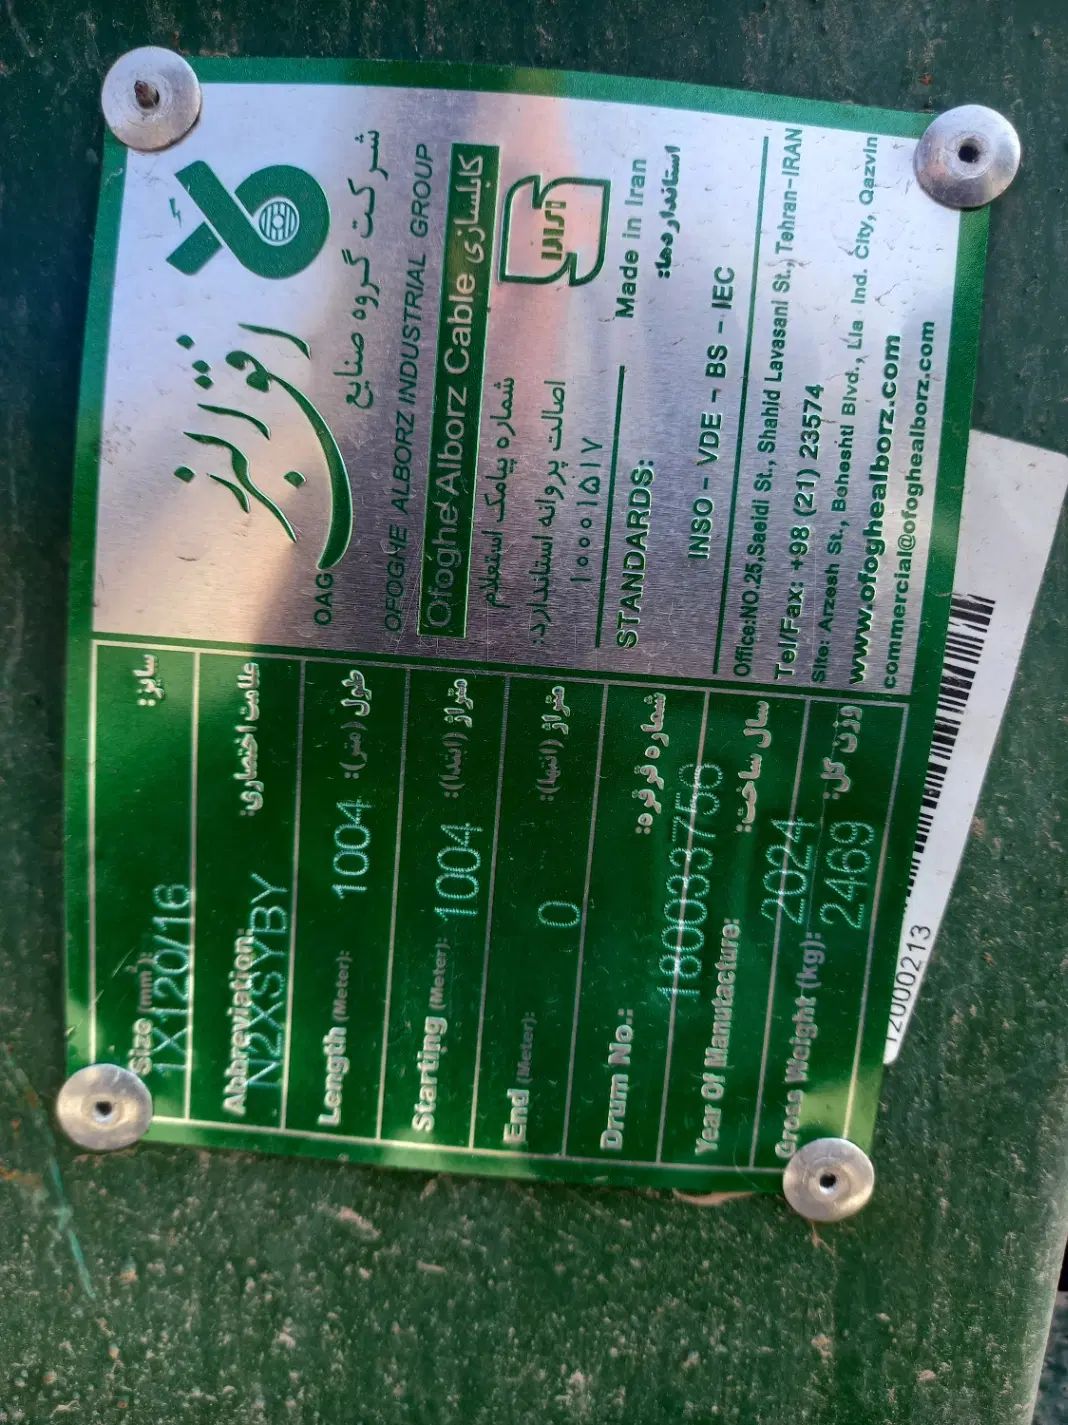 افق البرز
OAG
شرکت گروه صنایع
OFOGHE ALBORZ INDUSTRIAL GROUP
Ofoghe Alborz Cable کابلسازی
شماره پیامک استعلام
اصالت پروانه استاندارد:
۱۰۰۰۱۵۱۷
Made in Iran
STANDARDS: استانداردها:
INSO - VDE - BS - IEC
Office:NO.25,Saeidi St., Shahid Lavasani St., Tehran-IRAN
Tel/Fax: +98 (21) 23574
Site: Arzesh St., Beheshti Blvd., Lia Ind. City, Qazvin
www.ofoghealborz.com
commercial@ofoghealborz.com
Size (mm²): سایز:
1X120/16
Abbreviation: علامت اختصاری:
N2XSYBY
Length (Meter): 1004 طول (متر):
Starting (Meter): 1004 متراژ (ابتدا):
End (Meter): 0 متراژ (انتها):
Drum No.: شماره قرقره:
180033756
Year Of Manufacture: سال ساخت:
2024
Gross Weight (kg): وزن کل:
2469
12000213